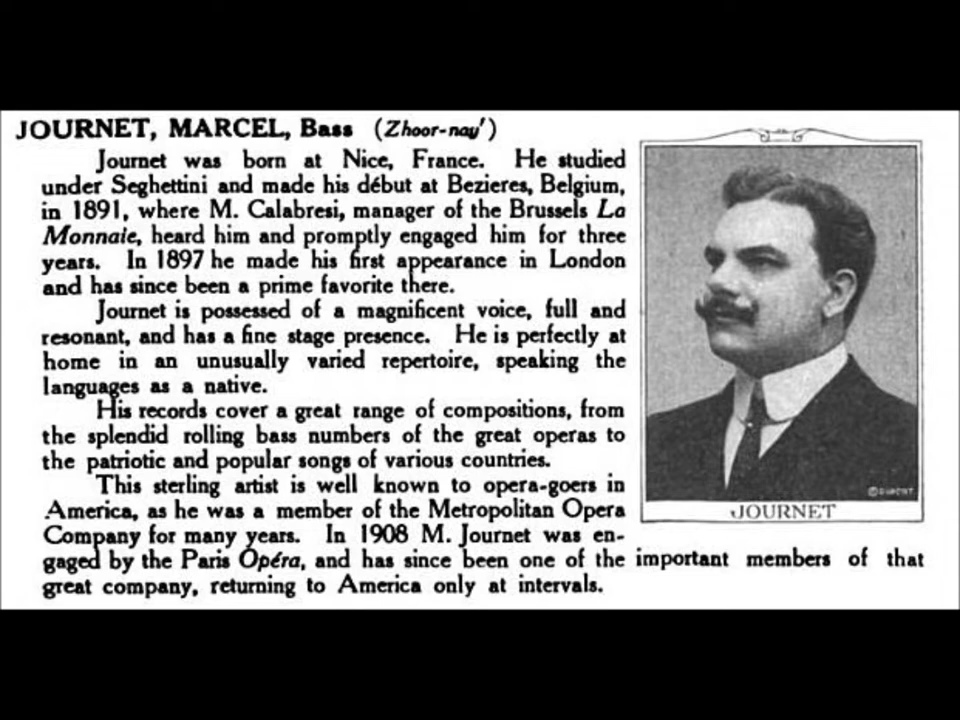 JOURNET, MARCEL, Bass (Zhoor-nay')
Journet was born at Nice, France. He studied
under Seghettini and made his début at Bezieres, Belgium,
in 1891, where M. Calabresi, manager of the Brussels La
Monnaie, heard him and promptly engaged him for three
years. In 1897 he made his first appearance in London
and has since been a prime favorite there.
Journet is possessed of a magnificent voice, full and
resonant, and has a fine stage presence. He is perfectly at
home in an unusually varied repertoire, speaking the
languages as a native.
His records cover a great range of compositions, from
the splendid rolling bass numbers of the great operas to
the patriotic and popular songs of various countries.
This sterling artist is well known to opera-goers in
America, as he was a member of the Metropolitan Opera
Company for many years. In 1908 M. Journet was en-
gaged by the Paris Opéra, and has since been one of the important members of that
great company, returning to America only at intervals.
©DUPONT
JOURNET